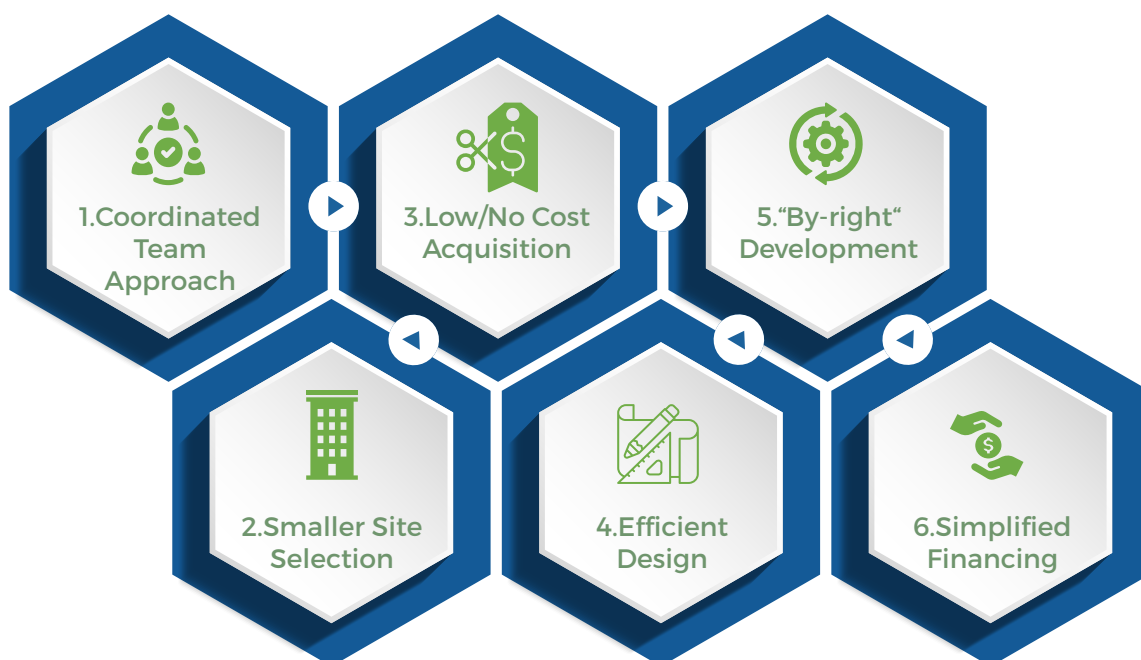 1.Coordinated
Team
Approach
3.Low/No Cost
Acquisition
5.“By-right“
Development
2.Smaller Site
Selection
4.Efficient
Design
6.Simplified
Financing